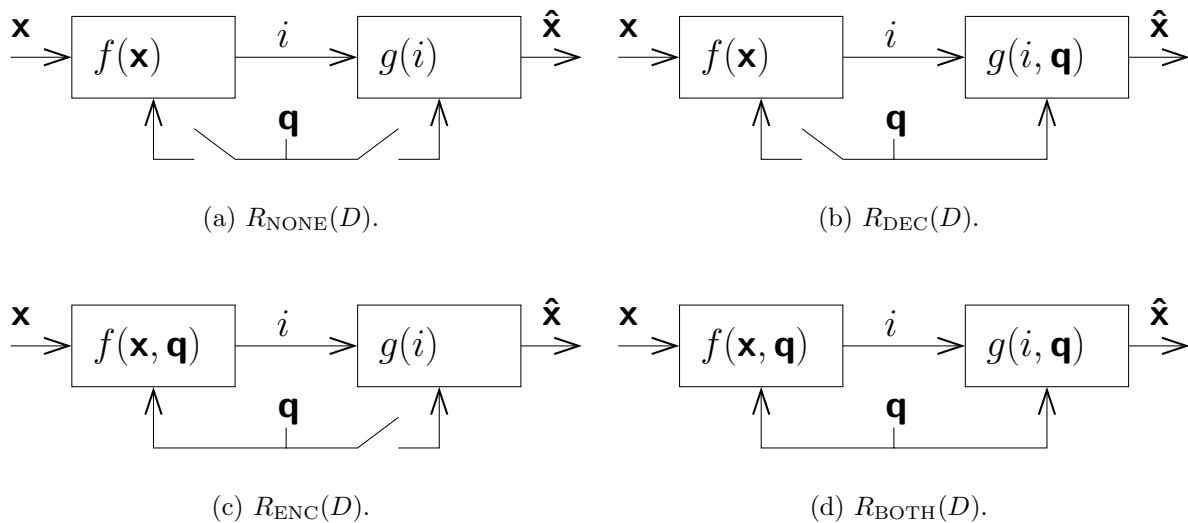 x f(x) i g(i) x̂
q
(a) R_NONE(D).
x f(x) i g(i, q) x̂
q
(b) R_DEC(D).
x f(x, q) i g(i) x̂
q
(c) R_ENC(D).
x f(x, q) i g(i, q) x̂
q
(d) R_BOTH(D).